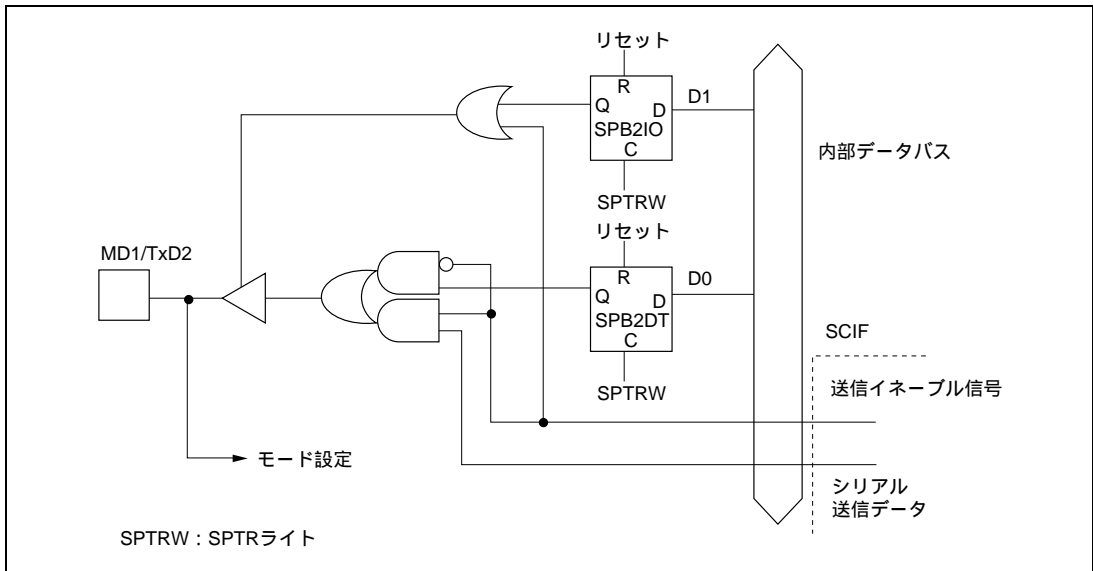 リセット
R
Q
D
D1
SPB2IO
C
内部データバス
SPTRW
リセット
MD1/TxD2
R
Q
D
D0
SPB2DT
C
SCIF
SPTRW
送信イネーブル信号
モード設定
シリアル
送信データ
SPTRW：SPTRライト